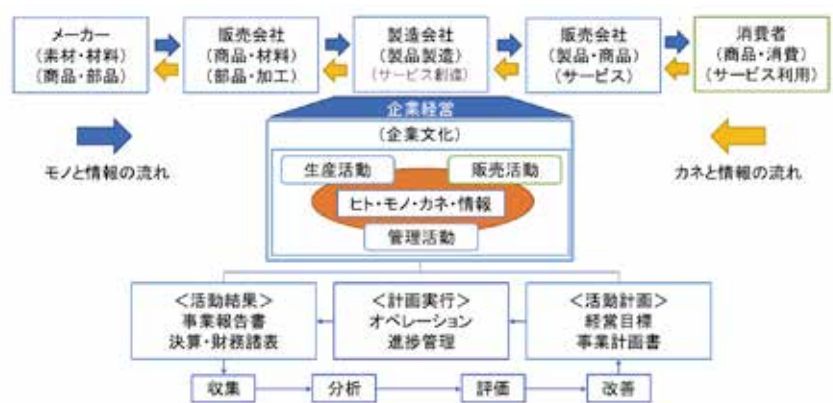 メーカー
(素材・材料)
(商品・部品)
販売会社
(商品・材料)
(部品・加工)
製造会社
(製品製造)
(サービス創造)
販売会社
(製品・商品)
(サービス)
消費者
(商品・消費)
(サービス利用)
企業経営
(企業文化)
モノと情報の流れ
カネと情報の流れ
生産活動
販売活動
ヒト・モノ・カネ・情報
管理活動
＜活動結果＞
事業報告書
決算・財務諸表
＜計画実行＞
オペレーション
進捗管理
＜活動計画＞
経営目標
事業計画書
収集
分析
評価
改善